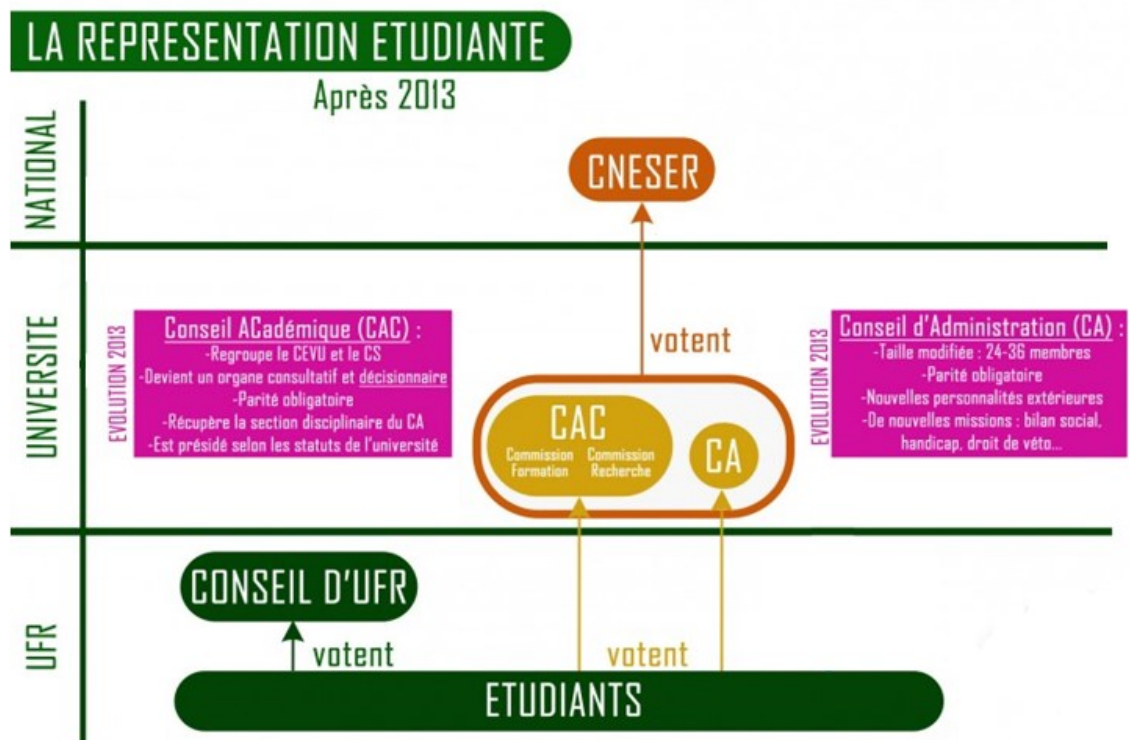 LA REPRESENTATION ETUDIANTE
Après 2013
NATIONAL
CNESER
UNIVERSITE
EVOLUTION 2013
Conseil ACadémique (CAC) :
-Regroupe le CEVU et le CS
-Devient un organe consultatif et décisionnaire
-Parité obligatoire
-Récupère la section disciplinaire du CA
-Est présidé selon les statuts de l'université
votent
CAC
Commission Formation
Commission Recherche
CA
EVOLUTION 2013
Conseil d'Administration (CA) :
-Taille modifiée : 24-36 membres
-Parité obligatoire
-Nouvelles personnalités extérieures
-De nouvelles missions : bilan social,
handicap, droit de véto...
UFR
CONSEIL D'UFR
votent
votent
ETUDIANTS